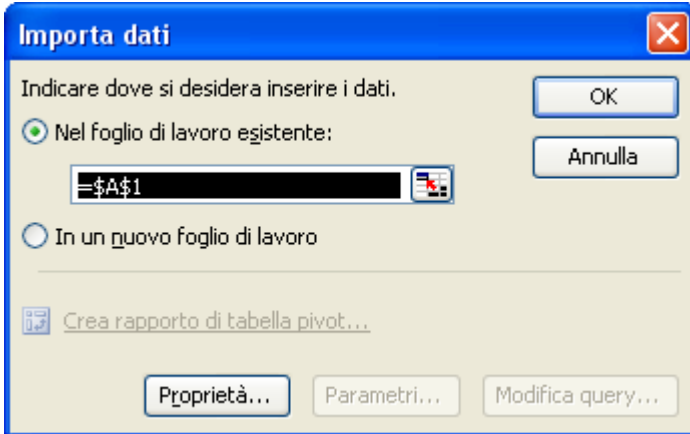 Importa dati
Indicare dove si desidera inserire i dati.
OK
Nel foglio di lavoro esistente:
Annulla
=$A$1
In un nuovo foglio di lavoro
Crea rapporto di tabella pivot...
Proprietà...
Parametri...
Modifica query...